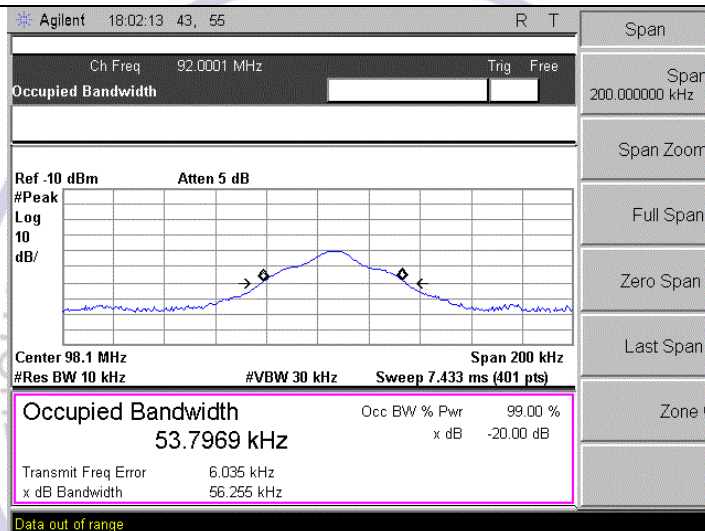 Agilent 18:02:13 43, 55 R T
Ch Freq 92.0001 MHz Trig Free
Occupied Bandwidth
Ref -10 dBm Atten 5 dB
#Peak
Log
10
dB/
Center 98.1 MHz Span 200 kHz
#Res BW 10 kHz #VBW 30 kHz Sweep 7.433 ms (401 pts)
Occupied Bandwidth Occ BW % Pwr 99.00 %
53.7969 kHz x dB -20.00 dB
Transmit Freq Error 6.035 kHz
x dB Bandwidth 56.255 kHz
Data out of range
Span
Span
200.000000 kHz
Span Zoom
Full Span
Zero Span
Last Span
Zone